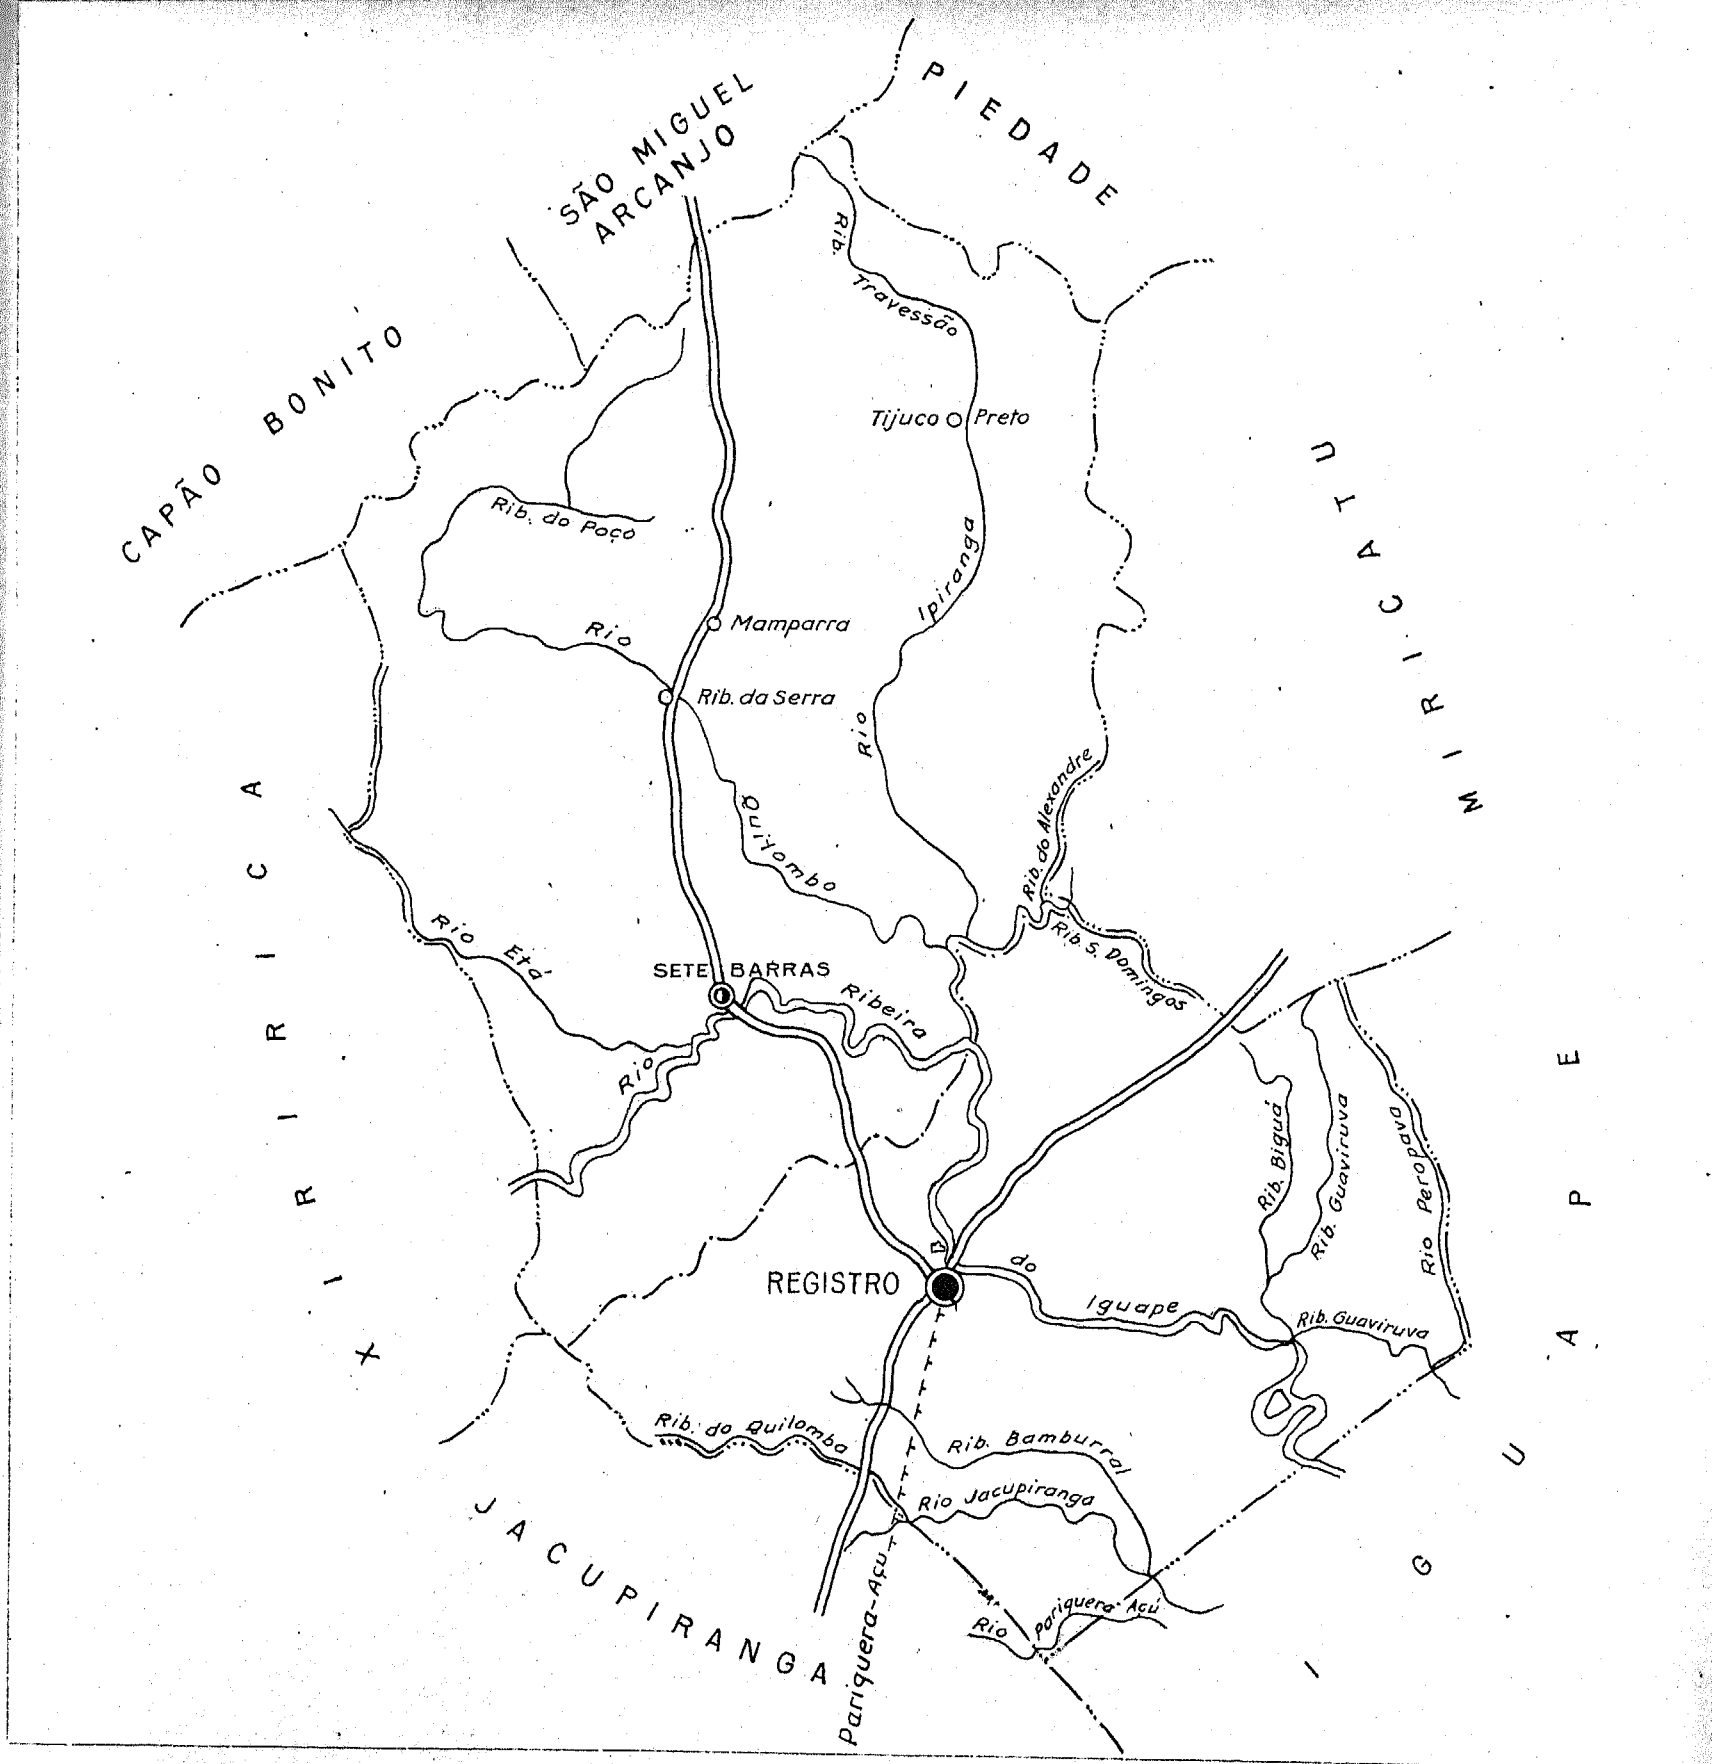 PIEDADE
SÃO MIGUEL
ARCANJO
Rib.
Travessão
CAPÃO BONITO
Tijuco Preto
MIRICATU
Rib. do Poço
Ipiranga
Rio
Mamparra
Rib. da Serra
Rio
Rib. do Alexandre
Quilombo
XIRIRICA
Rio Etá
Rib. S. Domingos
SETE BARRAS
Ribeira
Rio
IGUAPE
Rib. Biguá
Rib. Guaviruva
Rio Peropava
do
REGISTRO
Iguape
Rib. Guaviruva
Rib. do Quilomba
Rib. Bamburral
Rio Jacupiranga
JACUPIRANGA
Pariquera-Açu
Rio Pariquera-Açú